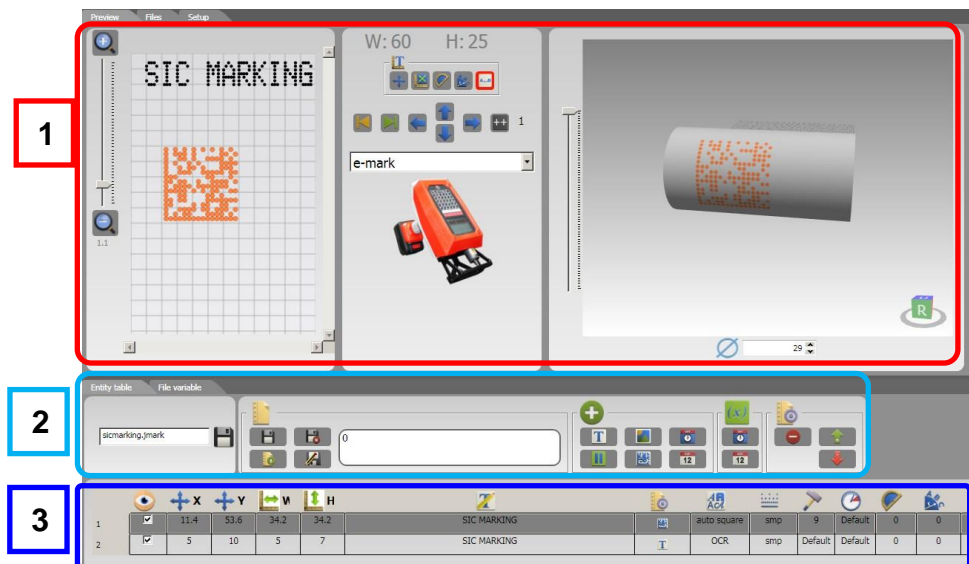 Preview Files Setup
W: 60 H: 25
SIC MARKING
1
1
e-mark
1.1
R
29
Entity table File variable
2
sicmarking.jmark
0
T
(x)
12 12
3
X Y W H
1 11.4 53.6 34.2 34.2 SIC MARKING auto square smp 9 Default 0 0
2 5 10 5 7 SIC MARKING T OCR smp Default Default 0 0